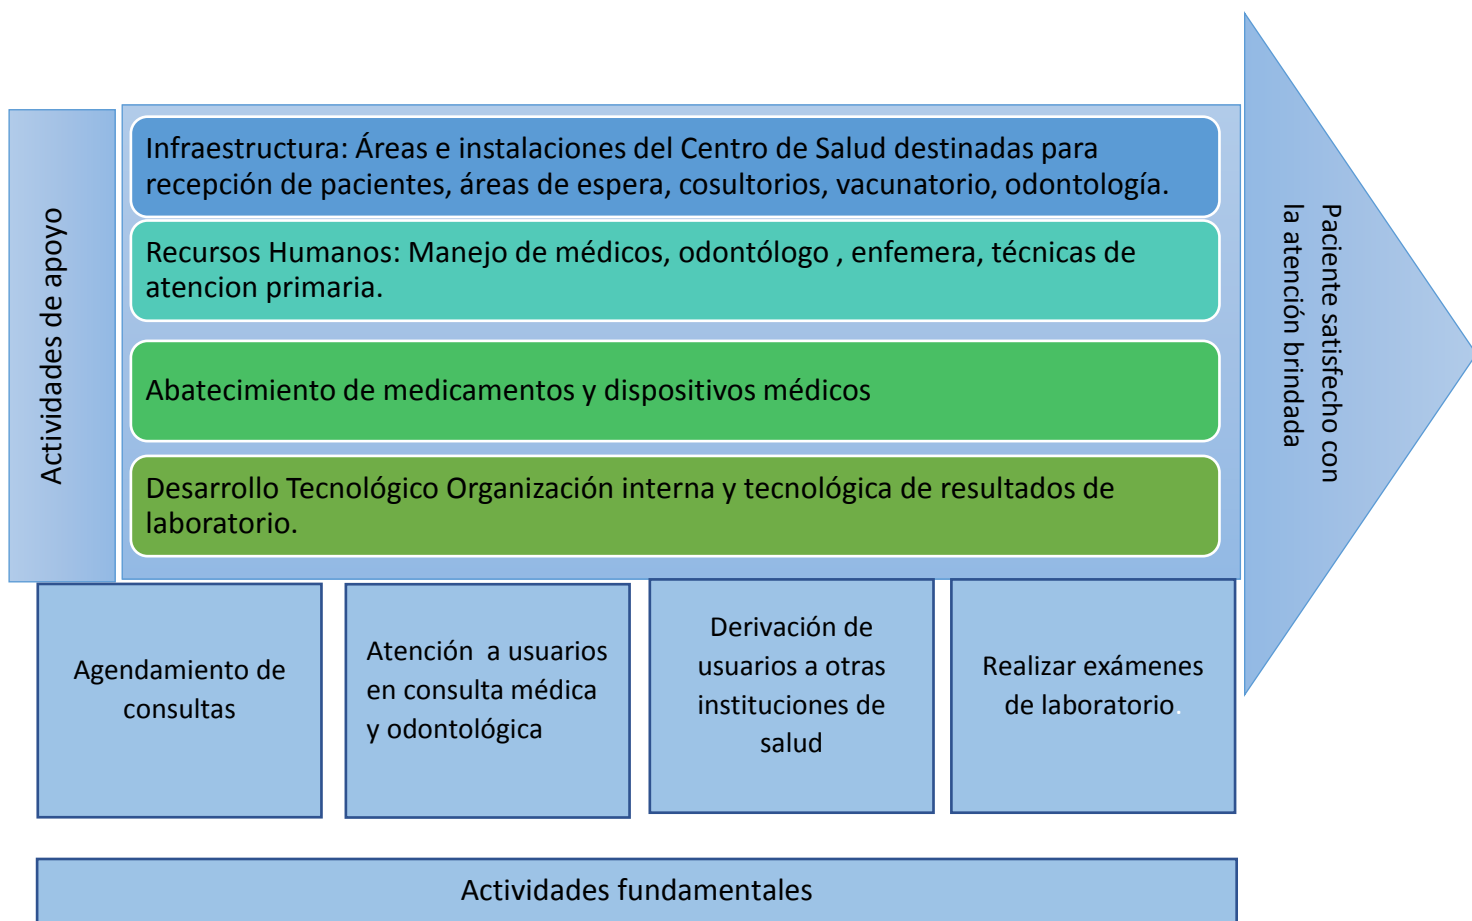 Actividades de apoyo
Infraestructura: Áreas e instalaciones del Centro de Salud destinadas para
recepción de pacientes, áreas de espera, cosultorios, vacunatorio, odontología.
Recursos Humanos: Manejo de médicos, odontólogo , enfemera, técnicas de
atencion primaria.
Abatecimiento de medicamentos y dispositivos médicos
Desarrollo Tecnológico Organización interna y tecnológica de resultados de
laboratorio.
Paciente satisfecho con
la atención brindada
Agendamiento de
consultas
Atención  a usuarios
en consulta médica
y odontológica
Derivación de
usuarios a otras
instituciones de
salud
Realizar exámenes
de laboratorio.
Actividades fundamentales